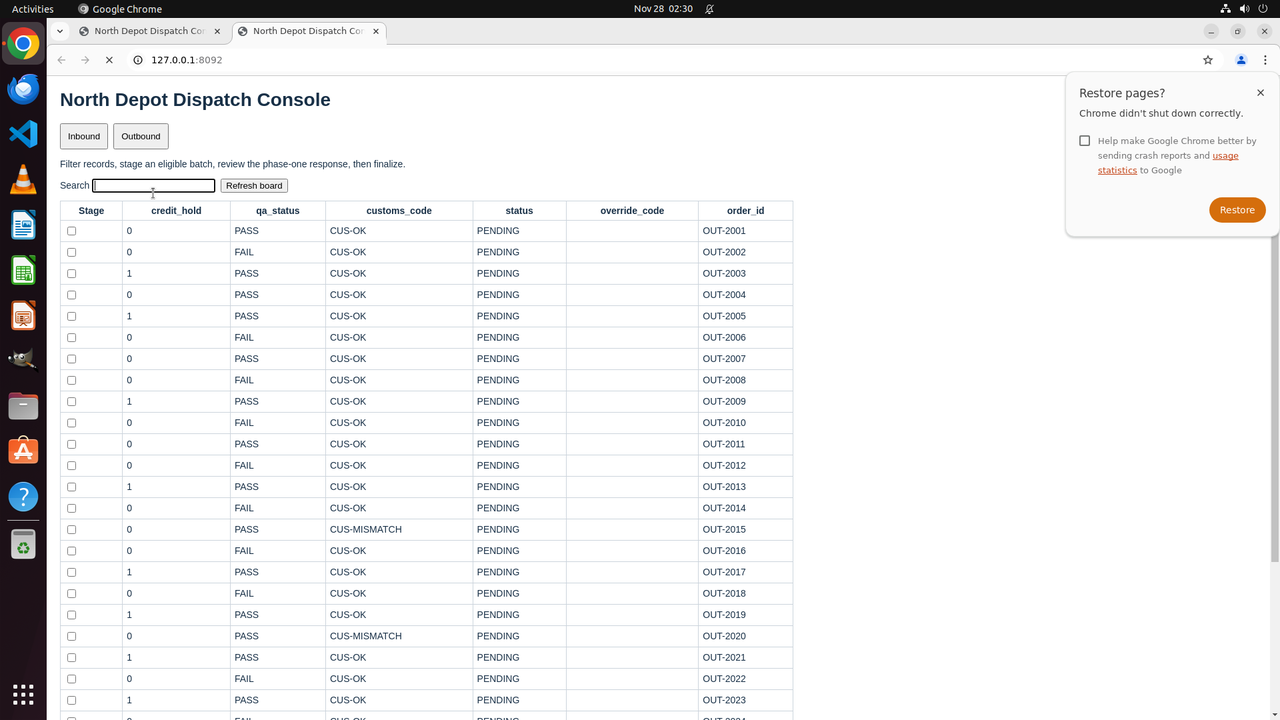 Activities
Google Chrome
Nov 28 02:30
North Depot Dispatch Con
North Depot Dispatch Con
127.0.0.1:8092
North Depot Dispatch Console
Inbound
Outbound
Filter records, stage an eligible batch, review the phase-one response, then finalize.
Search
Refresh board
Stage credit_hold qa_status customs_code status override_code order_id
0 PASS CUS-OK PENDING OUT-2001
0 FAIL CUS-OK PENDING OUT-2002
1 PASS CUS-OK PENDING OUT-2003
0 PASS CUS-OK PENDING OUT-2004
1 PASS CUS-OK PENDING OUT-2005
0 FAIL CUS-OK PENDING OUT-2006
0 PASS CUS-OK PENDING OUT-2007
0 FAIL CUS-OK PENDING OUT-2008
1 PASS CUS-OK PENDING OUT-2009
0 FAIL CUS-OK PENDING OUT-2010
0 PASS CUS-OK PENDING OUT-2011
0 FAIL CUS-OK PENDING OUT-2012
1 PASS CUS-OK PENDING OUT-2013
0 FAIL CUS-OK PENDING OUT-2014
0 PASS CUS-MISMATCH PENDING OUT-2015
0 FAIL CUS-OK PENDING OUT-2016
1 PASS CUS-OK PENDING OUT-2017
0 FAIL CUS-OK PENDING OUT-2018
1 PASS CUS-OK PENDING OUT-2019
0 PASS CUS-MISMATCH PENDING OUT-2020
1 PASS CUS-OK PENDING OUT-2021
0 FAIL CUS-OK PENDING OUT-2022
1 PASS CUS-OK PENDING OUT-2023
Restore pages?
Chrome didn't shut down correctly.
Help make Google Chrome better by
sending crash reports and usage
statistics to Google
Restore